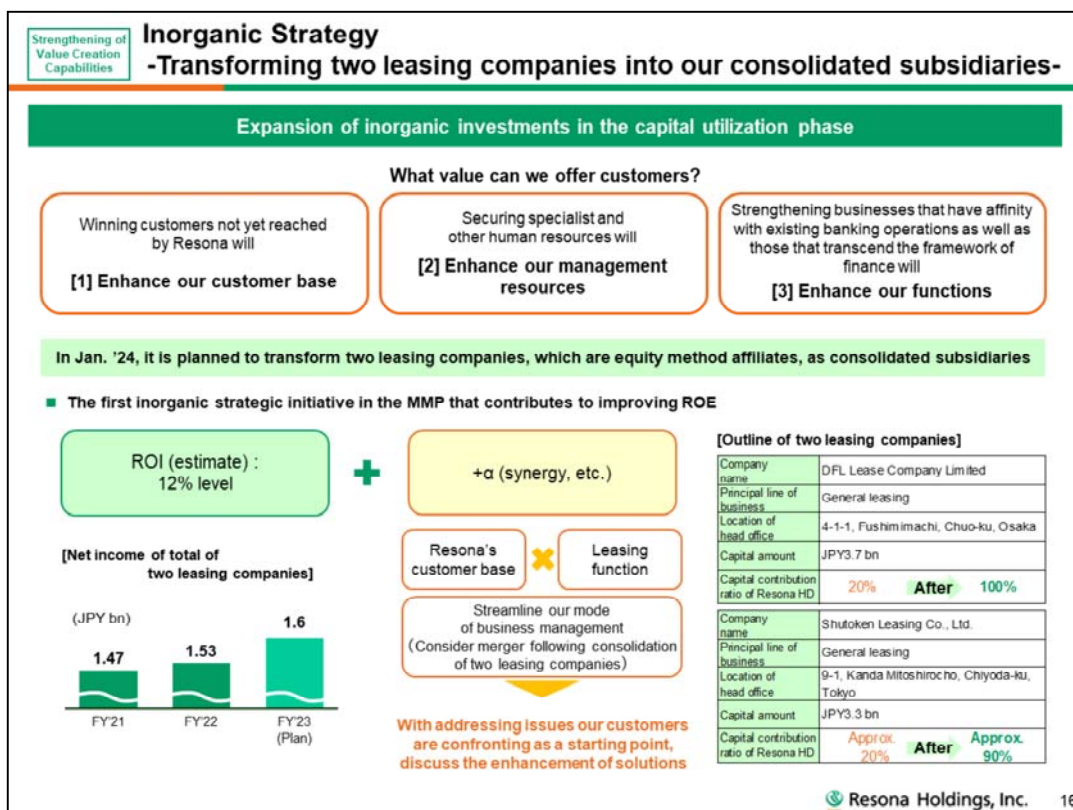 Strengthening of
Value Creation
Capabilities
Inorganic Strategy
-Transforming two leasing companies into our consolidated subsidiaries-
Expansion of inorganic investments in the capital utilization phase
What value can we offer customers?
Winning customers not yet reached
by Resona will
[1] Enhance our customer base
Securing specialist and
other human resources will
[2] Enhance our management
resources
Strengthening businesses that have affinity
with existing banking operations as well as
those that transcend the framework of
finance will
[3] Enhance our functions
In Jan. '24, it is planned to transform two leasing companies, which are equity method affiliates, as consolidated subsidiaries
■ The first inorganic strategic initiative in the MMP that contributes to improving ROE
ROI (estimate) :
12% level
+
+α (synergy, etc.)
Resona's
customer base
×
Leasing
function
Streamline our mode
of business management
(Consider merger following consolidation
of two leasing companies)
With addressing issues our customers
are confronting as a starting point,
discuss the enhancement of solutions
[Net income of total of
two leasing companies]
(JPY bn)
1.47
1.53
1.6
FY'21
FY'22
FY'23
(Plan)
[Outline of two leasing companies]
Company
name
DFL Lease Company Limited
Principal line of
business
General leasing
Location of
head office
4-1-1, Fushimimachi, Chuo-ku, Osaka
Capital amount
JPY3.7 bn
Capital contribution
ratio of Resona HD
20%
After
100%
Company
name
Shutoken Leasing Co., Ltd.
Principal line of
business
General leasing
Location of
head office
9-1, Kanda Mitoshirocho, Chiyoda-ku,
Tokyo
Capital amount
JPY3.3 bn
Capital contribution
ratio of Resona HD
Approx.
20%
After
Approx.
90%
Resona Holdings, Inc.